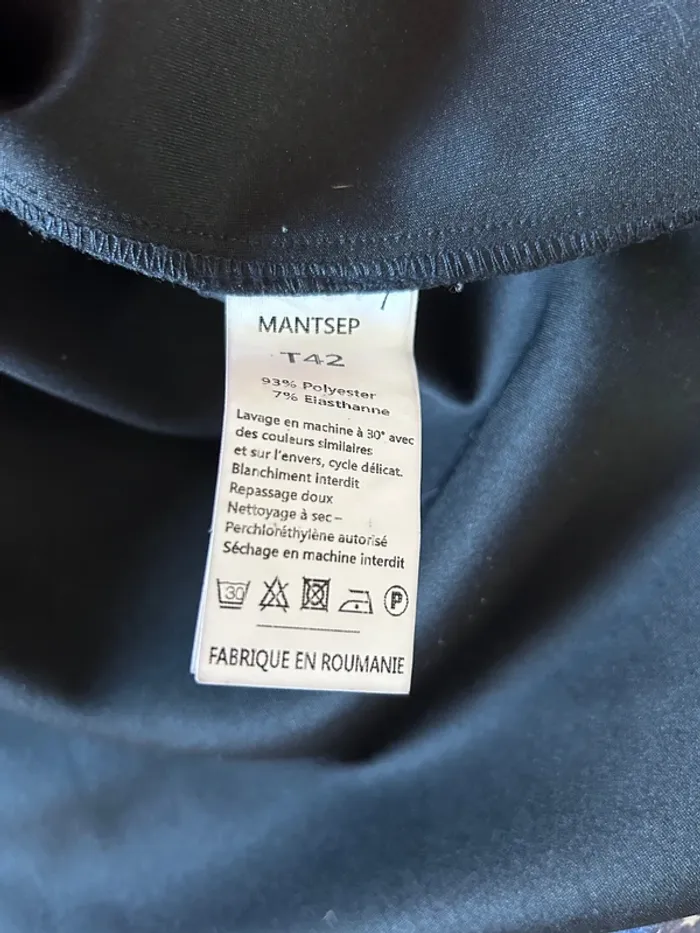 MANTSEP
T42
93% Polyester
7% Elasthanne
Lavage en machine à 30° avec
des couleurs similaires
et sur l'envers, cycle délicat.
Blanchiment interdit
Repassage doux
Nettoyage à sec–
Perchloréthylène autorisé
Séchage en machine interdit
30
P
FABRIQUE EN ROUMANIE